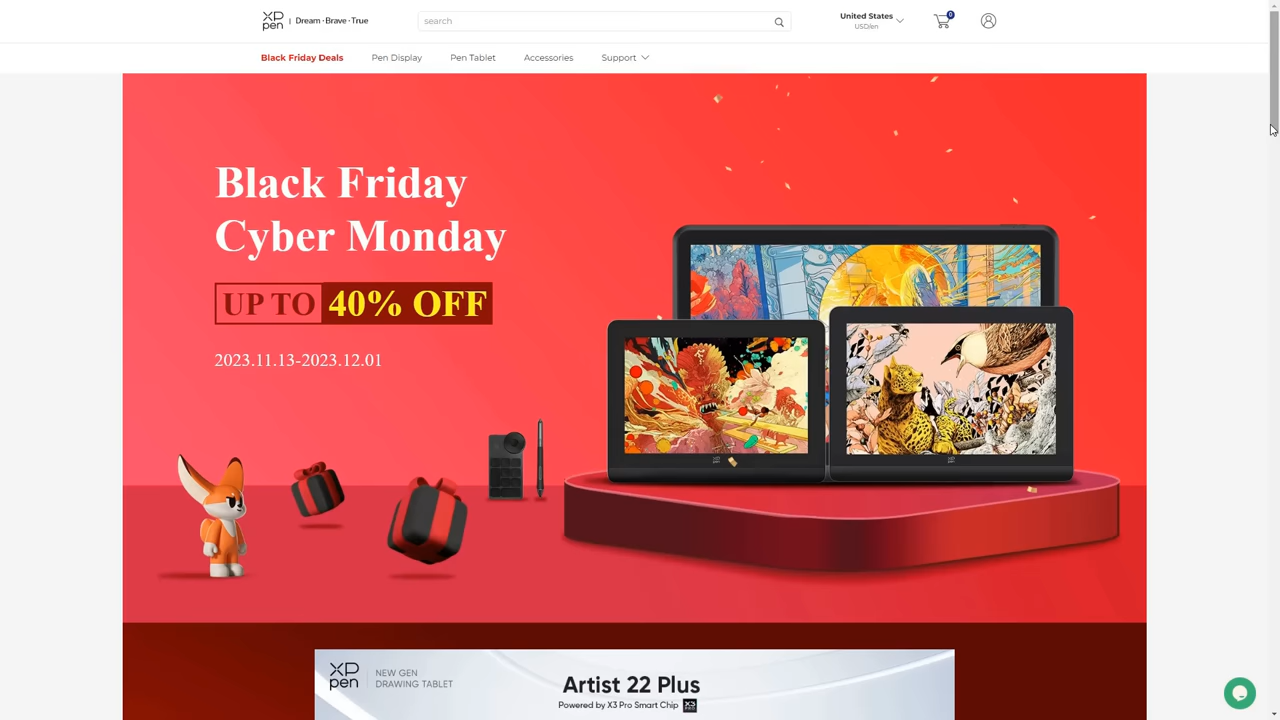 XP
pen
Dream · Brave · True
search
United States
USD/en
0
Black Friday Deals
Pen Display
Pen Tablet
Accessories
Support
Black Friday
Cyber Monday
UP TO 40% OFF
2023.11.13-2023.12.01
XP
pen
NEW GEN
DRAWING TABLET
Artist 22 Plus
Powered by X3 Pro Smart Chip X3 PRO